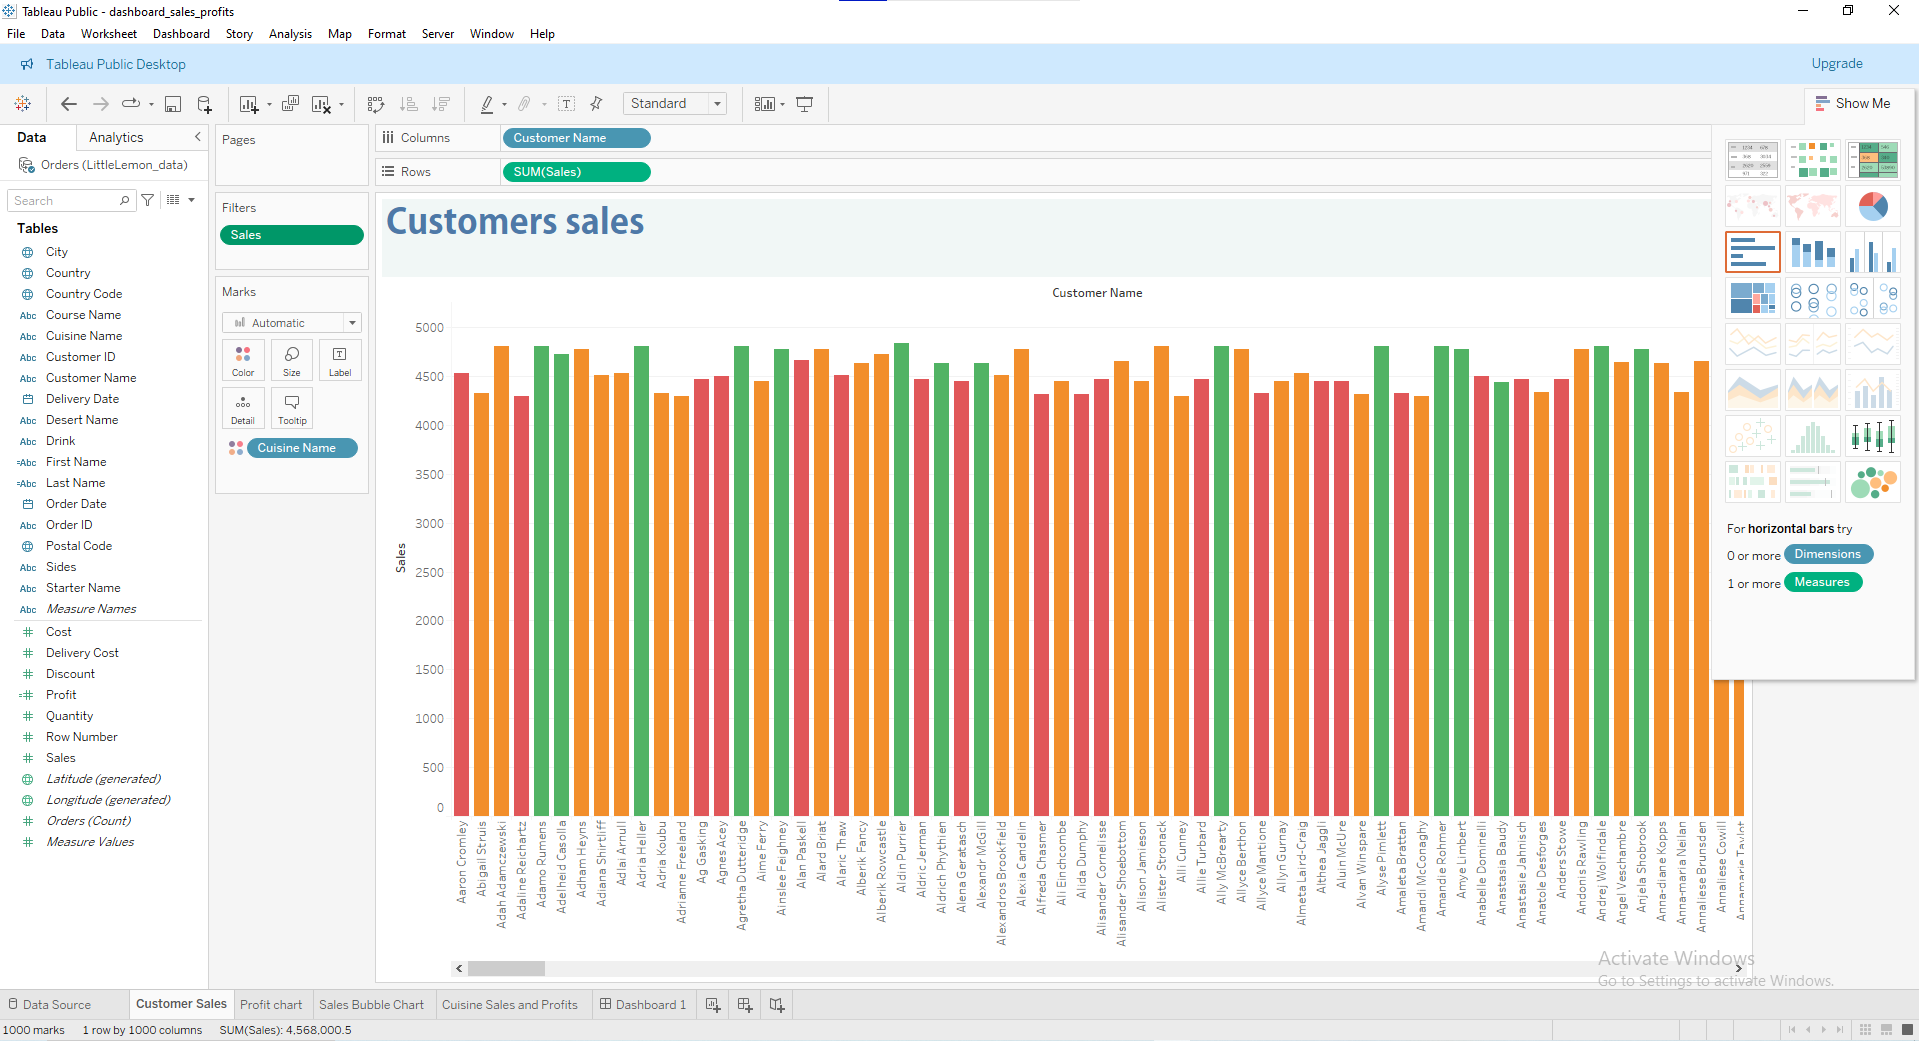 Tableau Public - dashboard_sales_profits
File Data Worksheet Dashboard Story Analysis Map Format Server Window Help
Tableau Public Desktop
Upgrade
Standard
Show Me
Data
Analytics
Orders (LittleLemon_data)
Search
Tables
City
Country
Country Code
Abc Course Name
Abc Cuisine Name
Abc Customer ID
Abc Customer Name
Delivery Date
Abc Desert Name
Abc Drink
=Abc First Name
=Abc Last Name
Order Date
Abc Order ID
Postal Code
Abc Sides
Abc Starter Name
Abc Measure Names
# Cost
# Delivery Cost
# Discount
=# Profit
# Quantity
# Row Number
# Sales
Latitude (generated)
Longitude (generated)
# Orders (Count)
# Measure Values
Pages
Filters
Sales
Marks
Automatic
Color
Size
Label
Detail
Tooltip
Cuisine Name
Columns
Customer Name
Rows
SUM(Sales)
Customers sales
Customer Name
5000
4500
4000
3500
3000
2500
2000
1500
1000
500
0
Sales
Aaron Cromley
Abigail Struis
Adah Adamczewski
Adaline Reichartz
Adamo Rumens
Adelheid Casolla
Adham Heyns
Adiana Shirtliff
Adlai Arnull
Adria Heller
Adria Koubu
Adrianne Freeland
Ag Gasking
Agnes Acey
Agretha Dutteridge
Aime Ferry
Ainslee Feighney
Alan Paskell
Alard Briat
Alaric Thaw
Alberik Fancy
Alberik Rowcastle
Aldin Purrier
Aldric Jerman
Aldrich Phythien
Alena Geratasch
Alexandr McGill
Alexandros Brookfield
Alexia Candelin
Alfreda Chasmer
Ali Eindhcombe
Alida Dumphy
Alisander Cornelisse
Alisander Shoebottom
Alison Jamieson
Alister Stronack
Alli Cunney
Allie Turbard
Ally McBrearty
Allyce Berthon
Allyce Mantione
Allyn Gurnay
Almeta Laird-Craig
Althea Jaggli
Aluin McUre
Alvan Winspare
Alyse Pimlett
Amaleta Brattan
Amandi McConaghy
Amandie Rohmer
Amye Limbert
Anabelle Dominelli
Anastasia Baudy
Anastasie Jahnisch
Anatole Desforges
Anders Stowe
Andonis Rawling
Andrej Wolfindale
Angel Veschambre
Anjela Shobrook
Anna-diane Kopps
Anna-maria Neilan
Annaliese Brunsden
Annaliese Cowill
For horizontal bars try
0 or more Dimensions
1 or more Measures
Activate Windows
Go to Settings to activate Windows.
Data Source
Customer Sales
Profit chart
Sales Bubble Chart
Cuisine Sales and Profits
Dashboard 1
1000 marks 1 row by 1000 columns SUM(Sales): 4,568,000.5